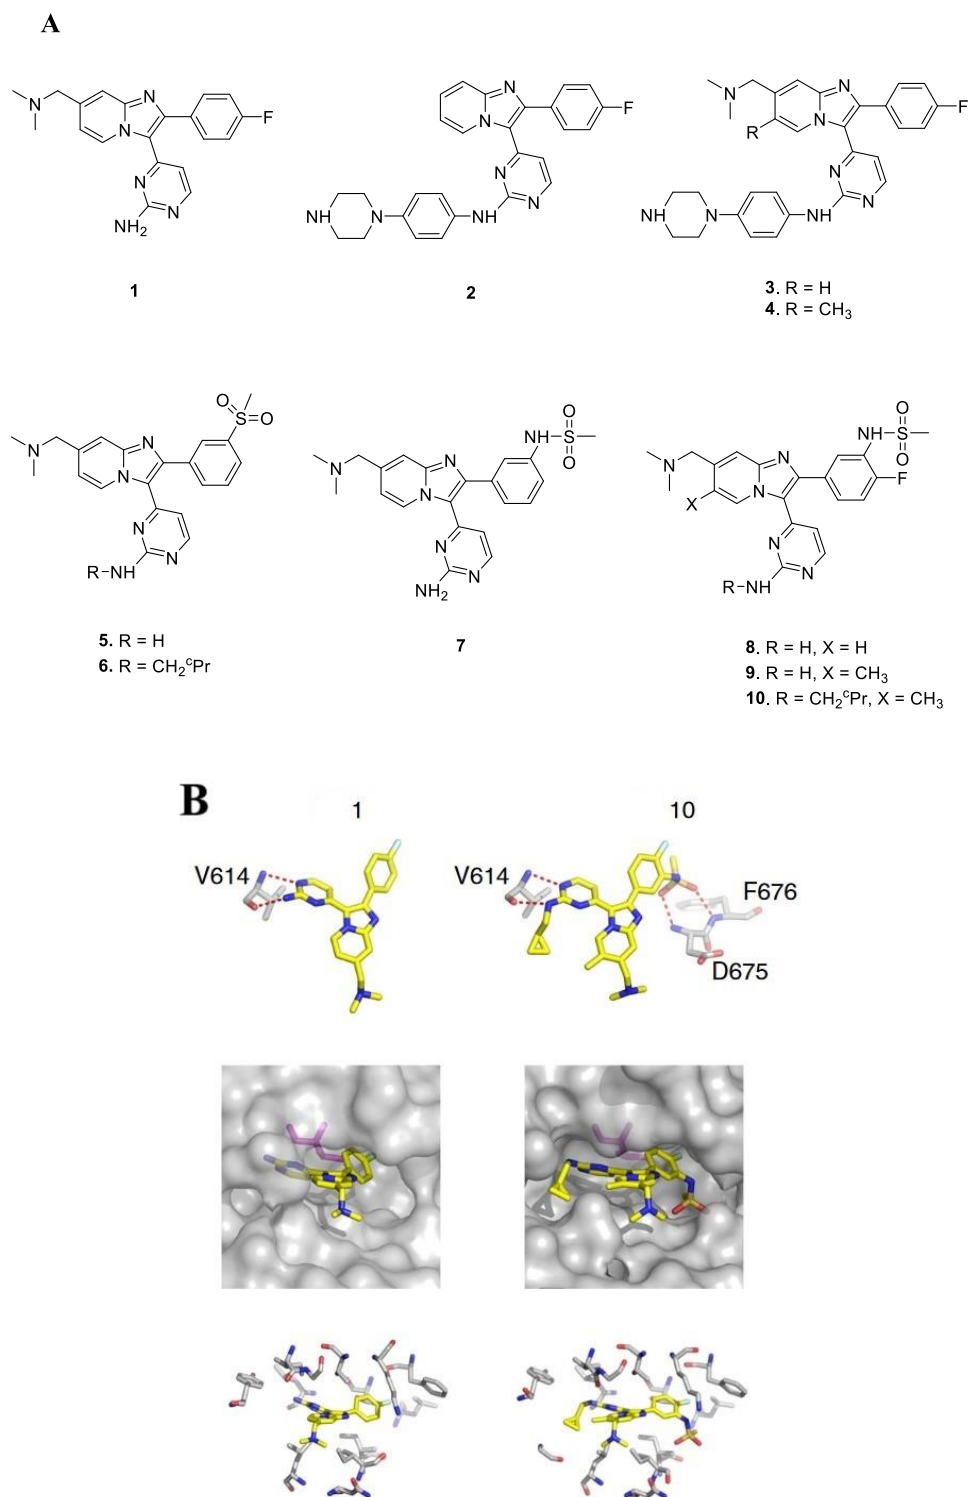 A
N
N
N
F
N
N
NH₂
1
N
N
F
N
N
NH
N
NH
2
N
N
N
F
R
N
N
NH
N
NH
3. R = H
4. R = CH₃
O
S=O
N
N
N
N
N
R-NH
5. R = H
6. R = CH₂ᶜPr
O
NH-S
O
N
N
N
N
N
NH₂
7
O
NH-S
O
N
N
N
F
X
N
N
R-NH
8. R = H, X = H
9. R = H, X = CH₃
10. R = CH₂ᶜPr, X = CH₃
B
1
10
V614
V614
F676
D675